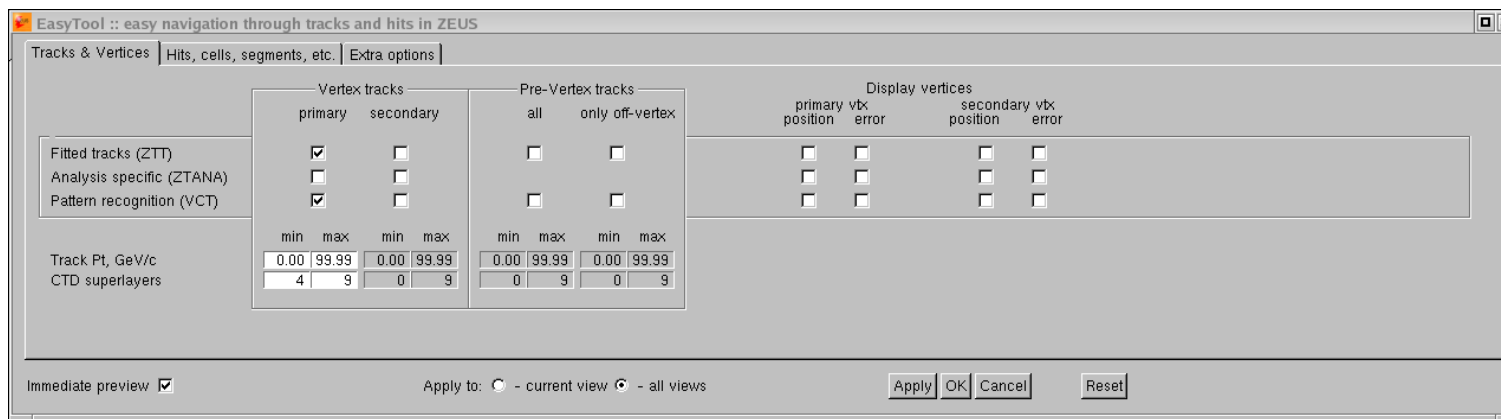 EasyTool :: easy navigation through tracks and hits in ZEUS
Tracks & Vertices Hits, cells, segments, etc. Extra options
Vertex tracks Pre-Vertex tracks Display vertices
primary vtx secondary vtx
primary secondary all only off-vertex position error position error
Fitted tracks (ZTT)
Analysis specific (ZTANA)
Pattern recognition (VCT)
min max min max min max min max
Track Pt, GeV/c 0.00 99.99 0.00 99.99 0.00 99.99 0.00 99.99
CTD superlayers 4 9 0 9 0 9 0 9
Immediate preview Apply to: - current view - all views Apply OK Cancel Reset